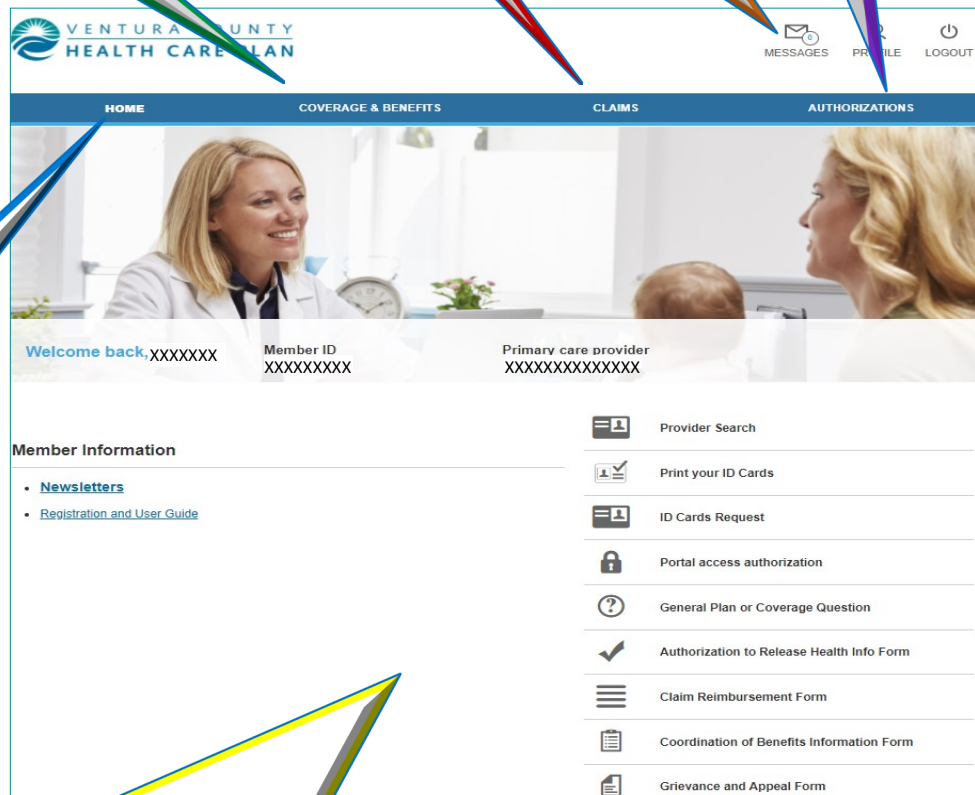 VENTURA COUNTY
HEALTH CARE PLAN
0
MESSAGES PROFILE LOGOUT
HOME COVERAGE & BENEFITS CLAIMS AUTHORIZATIONS
Welcome back, XXXXXXX
Member ID
XXXXXXXXX
Primary care provider
XXXXXXXXXXXXXX
Member Information
• Newsletters
• Registration and User Guide
Provider Search
Print your ID Cards
ID Cards Request
Portal access authorization
General Plan or Coverage Question
Authorization to Release Health Info Form
Claim Reimbursement Form
Coordination of Benefits Information Form
Grievance and Appeal Form